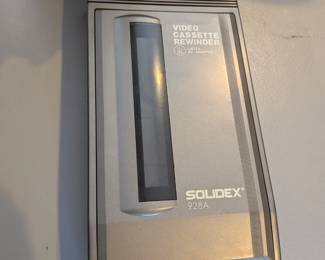 VIDEO
CASSETTE
REWINDER
SOLIDEX®
928A